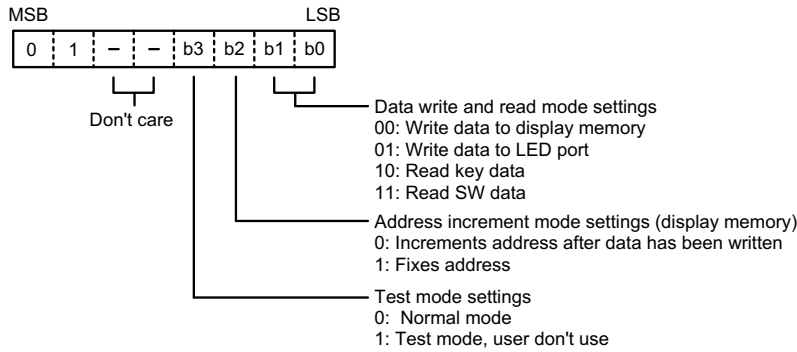 MSB LSB
0 1 – – b3 b2 b1 b0
Don't care
Data write and read mode settings
00: Write data to display memory
01: Write data to LED port
10: Read key data
11: Read SW data
Address increment mode settings (display memory)
0: Increments address after data has been written
1: Fixes address
Test mode settings
0: Normal mode
1: Test mode, user don't use